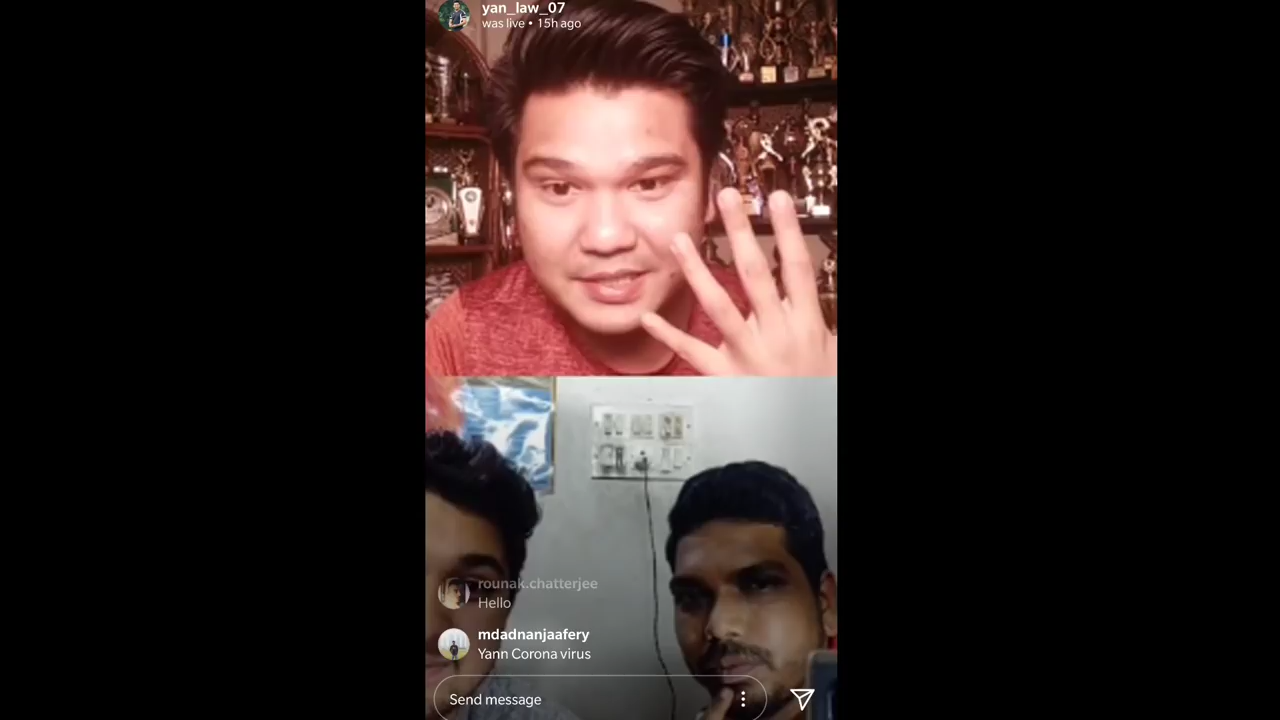 yan_law_07
was live • 15h ago
rounak.chatterjee
Hello
mdadnanjaafery
Yann Corona virus
Send message